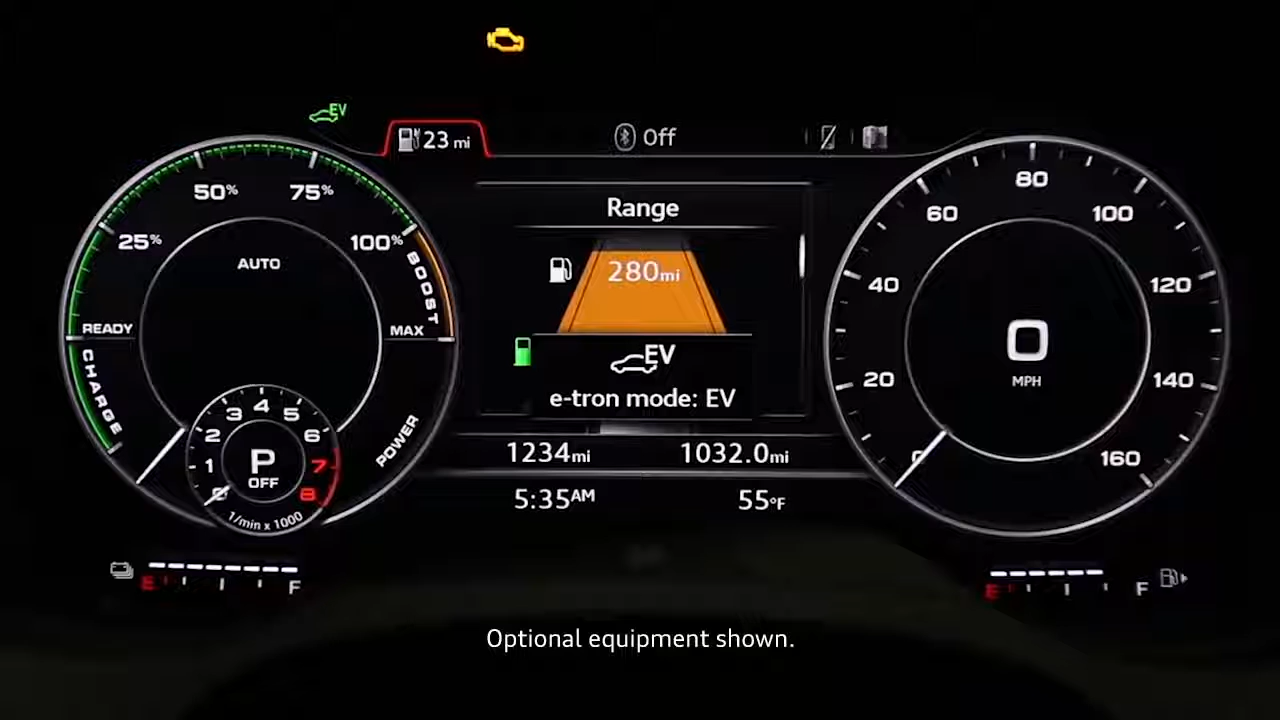 EV
23 mi
Off
50%
75%
25%
100%
AUTO
BOOST
READY
MAX
CHARGE
POWER
1
2
3
4
5
6
7
8
P
OFF
1/min x 1000
E
F
Range
280mi
EV
e-tron mode: EV
1234mi
1032.0mi
5:35AM
55°F
20
40
60
80
100
120
140
160
0
MPH
E
F
Optional equipment shown.